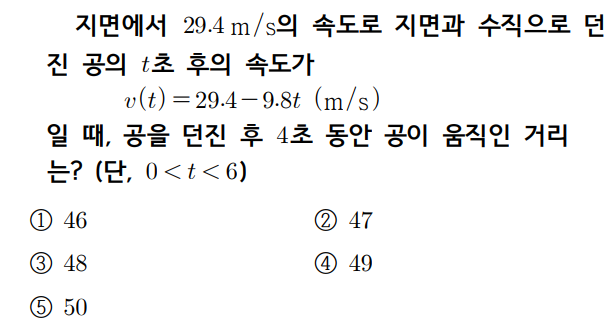 지면에서 29.4 m/s의 속도로 지면과 수직으로 던
진 공의 t초 후의 속도가
v(t)=29.4-9.8t (m/s)
일 때, 공을 던진 후 4초 동안 공이 움직인 거리
는? (단, 0<t<6)
① 46 ② 47
③ 48 ④ 49
⑤ 50